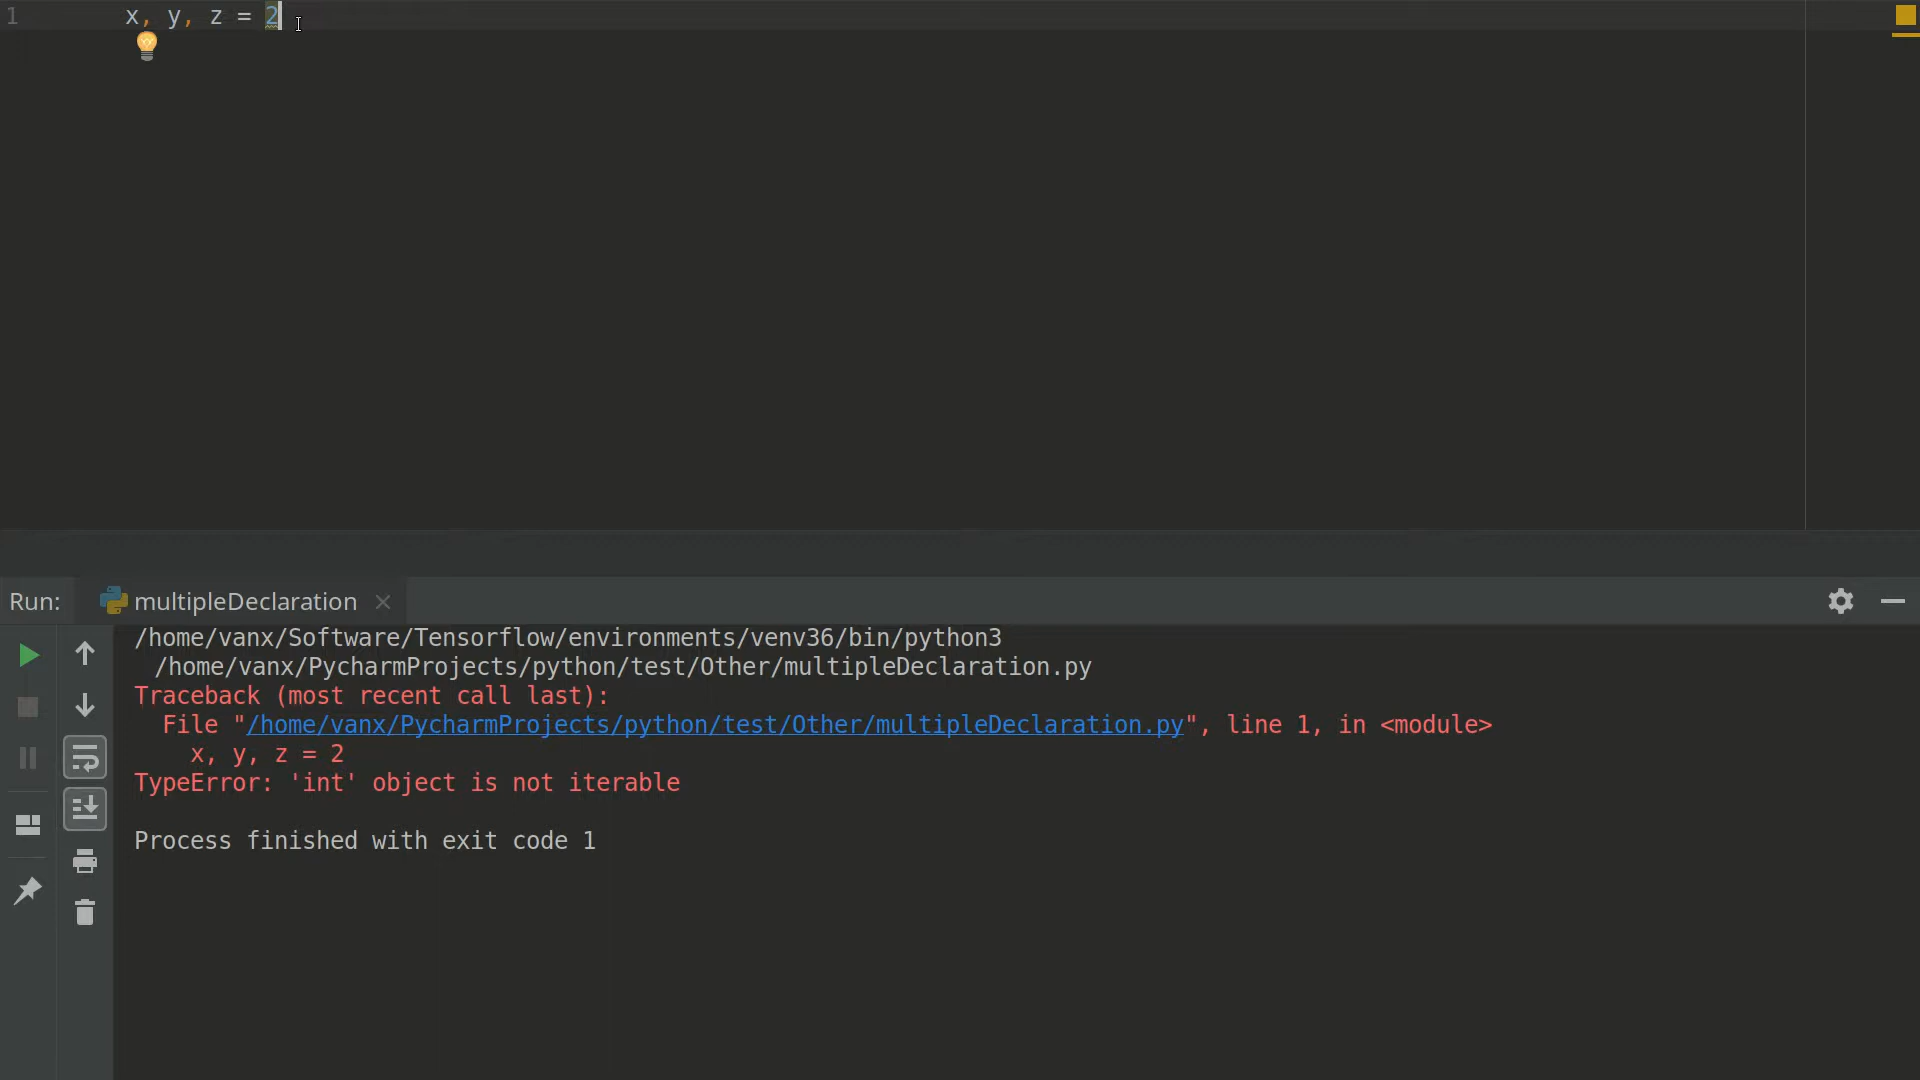 1 x, y, z = 2
Run: multipleDeclaration
/home/vanx/Software/Tensorflow/environments/venv36/bin/python3
/home/vanx/PycharmProjects/python/test/Other/multipleDeclaration.py
Traceback (most recent call last):
File "/home/vanx/PycharmProjects/python/test/Other/multipleDeclaration.py", line 1, in <module>
x, y, z = 2
TypeError: 'int' object is not iterable
Process finished with exit code 1